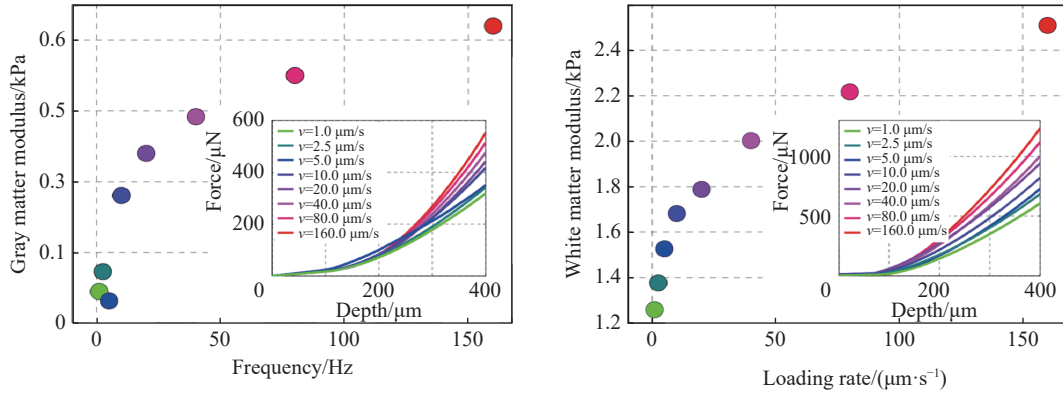 0.6
0.5
0.3
0.1
0
Gray matter modulus/kPa
0
50
100
150
Frequency/Hz
600
400
200
0
Force/μN
v=1.0 μm/s
v=2.5 μm/s
v=5.0 μm/s
v=10.0 μm/s
v=20.0 μm/s
v=40.0 μm/s
v=80.0 μm/s
v=160.0 μm/s
0
200
400
Depth/μm
2.4
2.2
2.0
1.8
1.6
1.4
1.2
White matter modulus/kPa
0
50
100
150
Loading rate/(μm·s⁻¹)
1000
500
Force/μN
v=1.0 μm/s
v=2.5 μm/s
v=5.0 μm/s
v=10.0 μm/s
v=20.0 μm/s
v=40.0 μm/s
v=80.0 μm/s
v=160.0 μm/s
0
200
400
Depth/μm